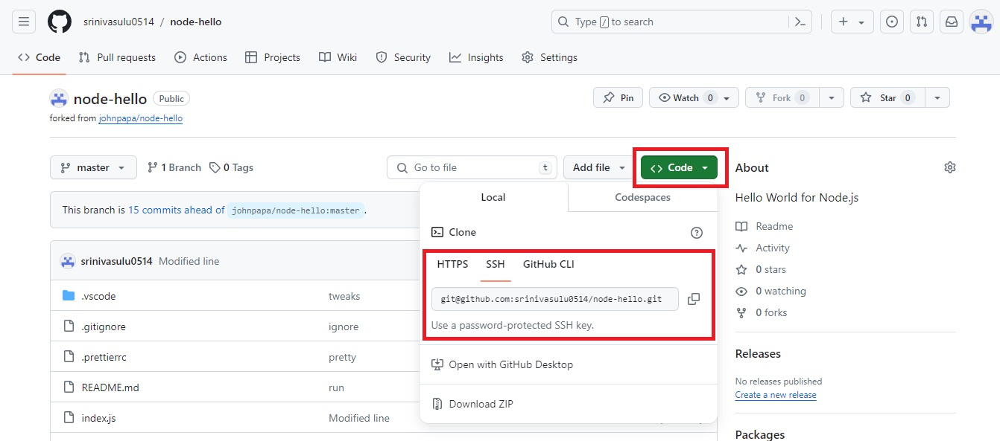 srinivasulu0514 / node-hello
Type / to search
Code Pull requests Actions Projects Wiki Security Insights Settings
node-hello Public
Pin Watch 0 Fork 0 Star 0
forked from johnpapa/node-hello
master 1 Branch 0 Tags Go to file t Add file Code
This branch is 15 commits ahead of johnpapa/node-hello:master .
srinivasulu0514 Modified line
.vscode tweaks
.gitignore ignore
.prettierrc pretty
README.md run
index.js Modified line
Local Codespaces
Clone
HTTPS SSH GitHub CLI
git@github.com:srinivasulu0514/node-hello.git
Use a password-protected SSH key.
Open with GitHub Desktop
Download ZIP
About
Hello World for Node.js
Readme
Activity
0 stars
0 watching
0 forks
Releases
No releases published
Create a new release
Packages